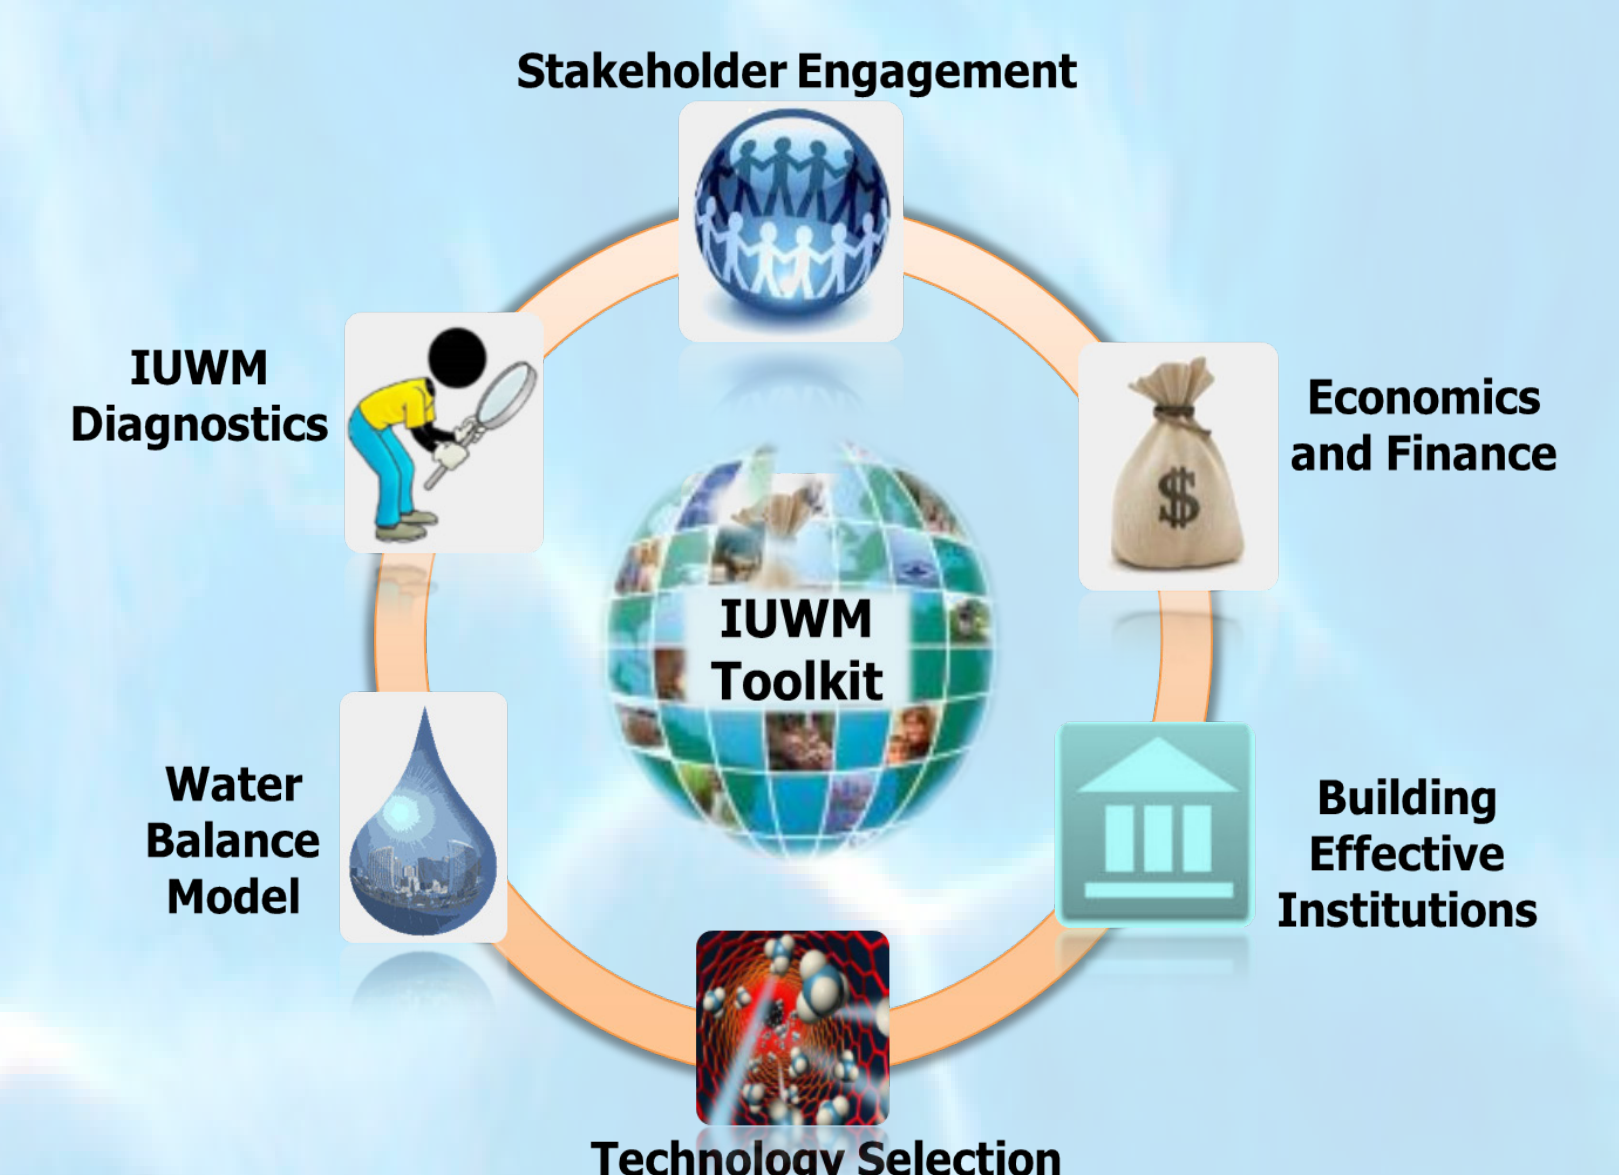 Stakeholder Engagement
IUWM
Diagnostics
Economics
and Finance
IUWM
Toolkit
Water
Balance
Model
Building
Effective
Institutions
Technology Selection
$